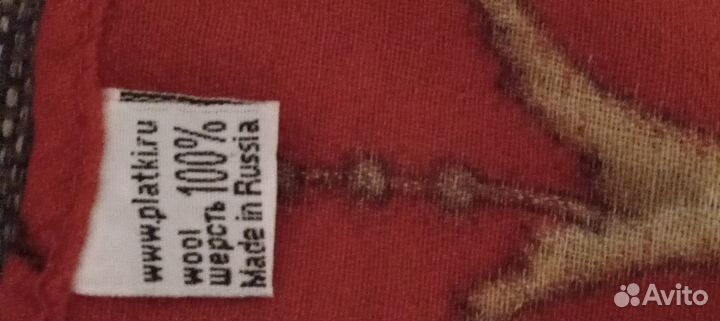 www.platki.ru
wool 100%
шерсть
Made in Russia
Avito